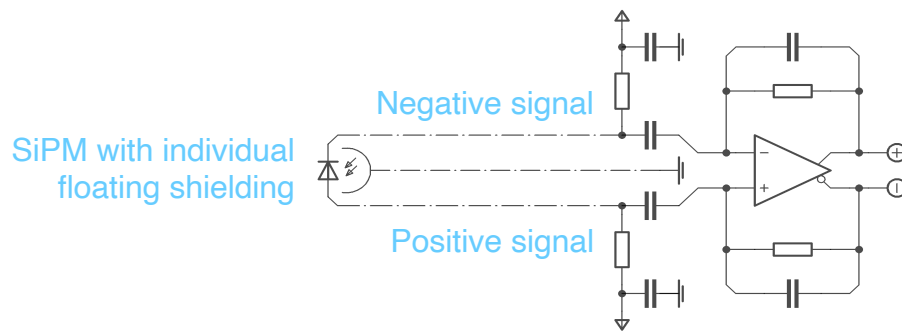 Negative signal
SiPM with individual
floating shielding
Positive signal